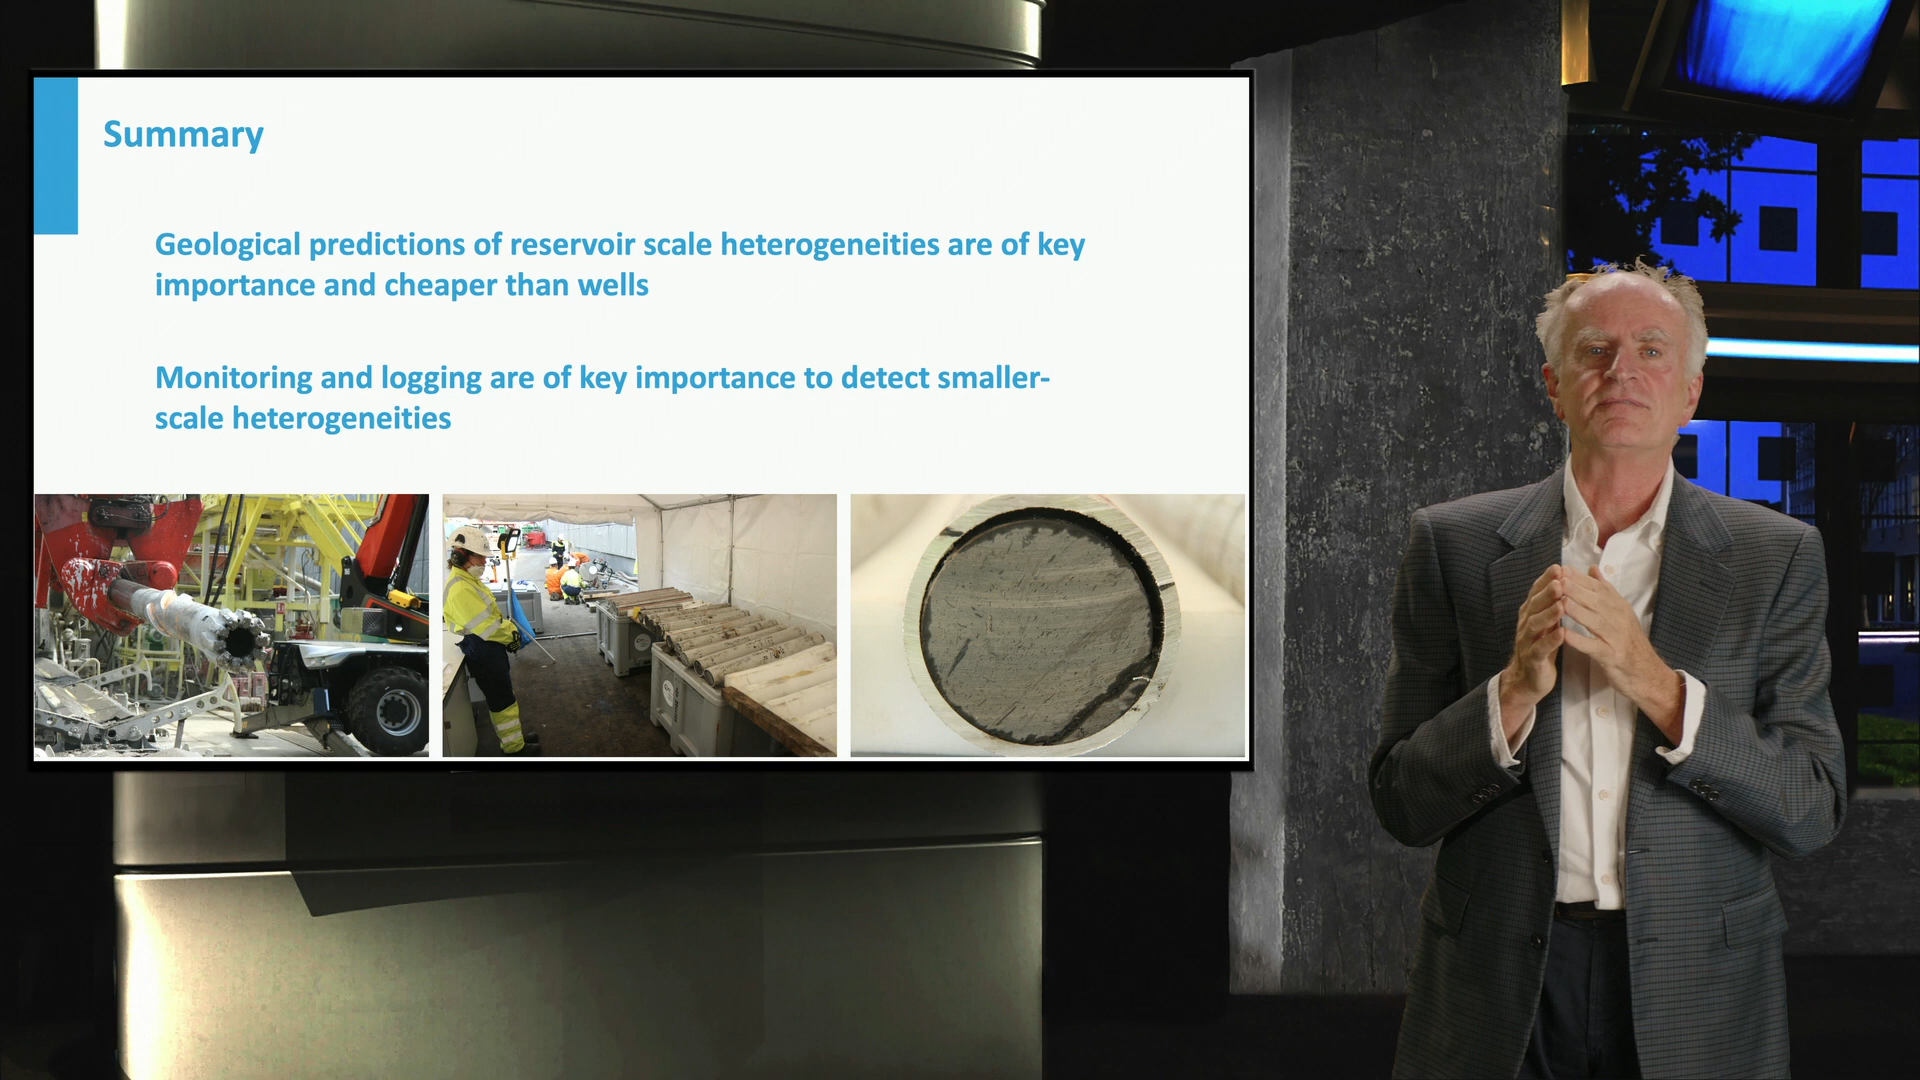 Summary
Geological predictions of reservoir scale heterogeneities are of key
importance and cheaper than wells
Monitoring and logging are of key importance to detect smaller-
scale heterogeneities